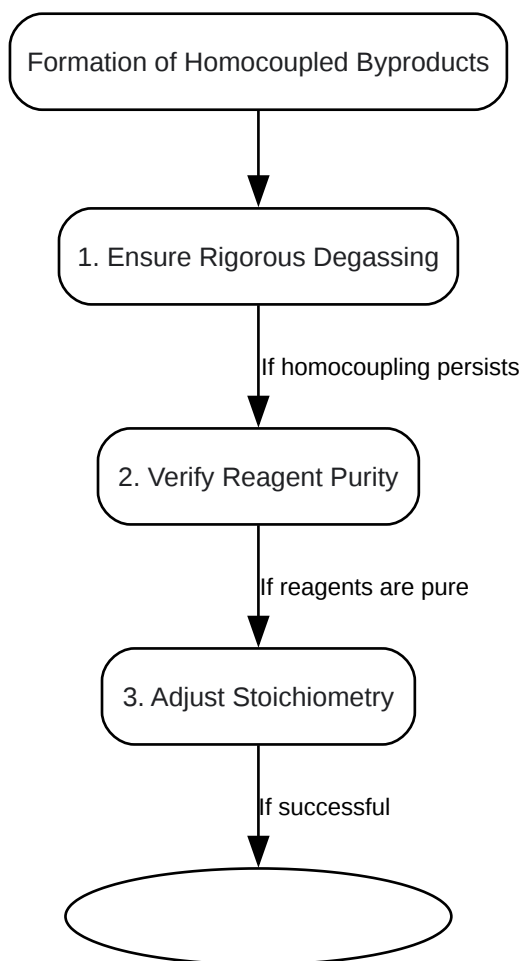 Formation of Homocoupled Byproducts
1. Ensure Rigorous Degassing
If homocoupling persists
2. Verify Reagent Purity
If reagents are pure
3. Adjust Stoichiometry
If successful